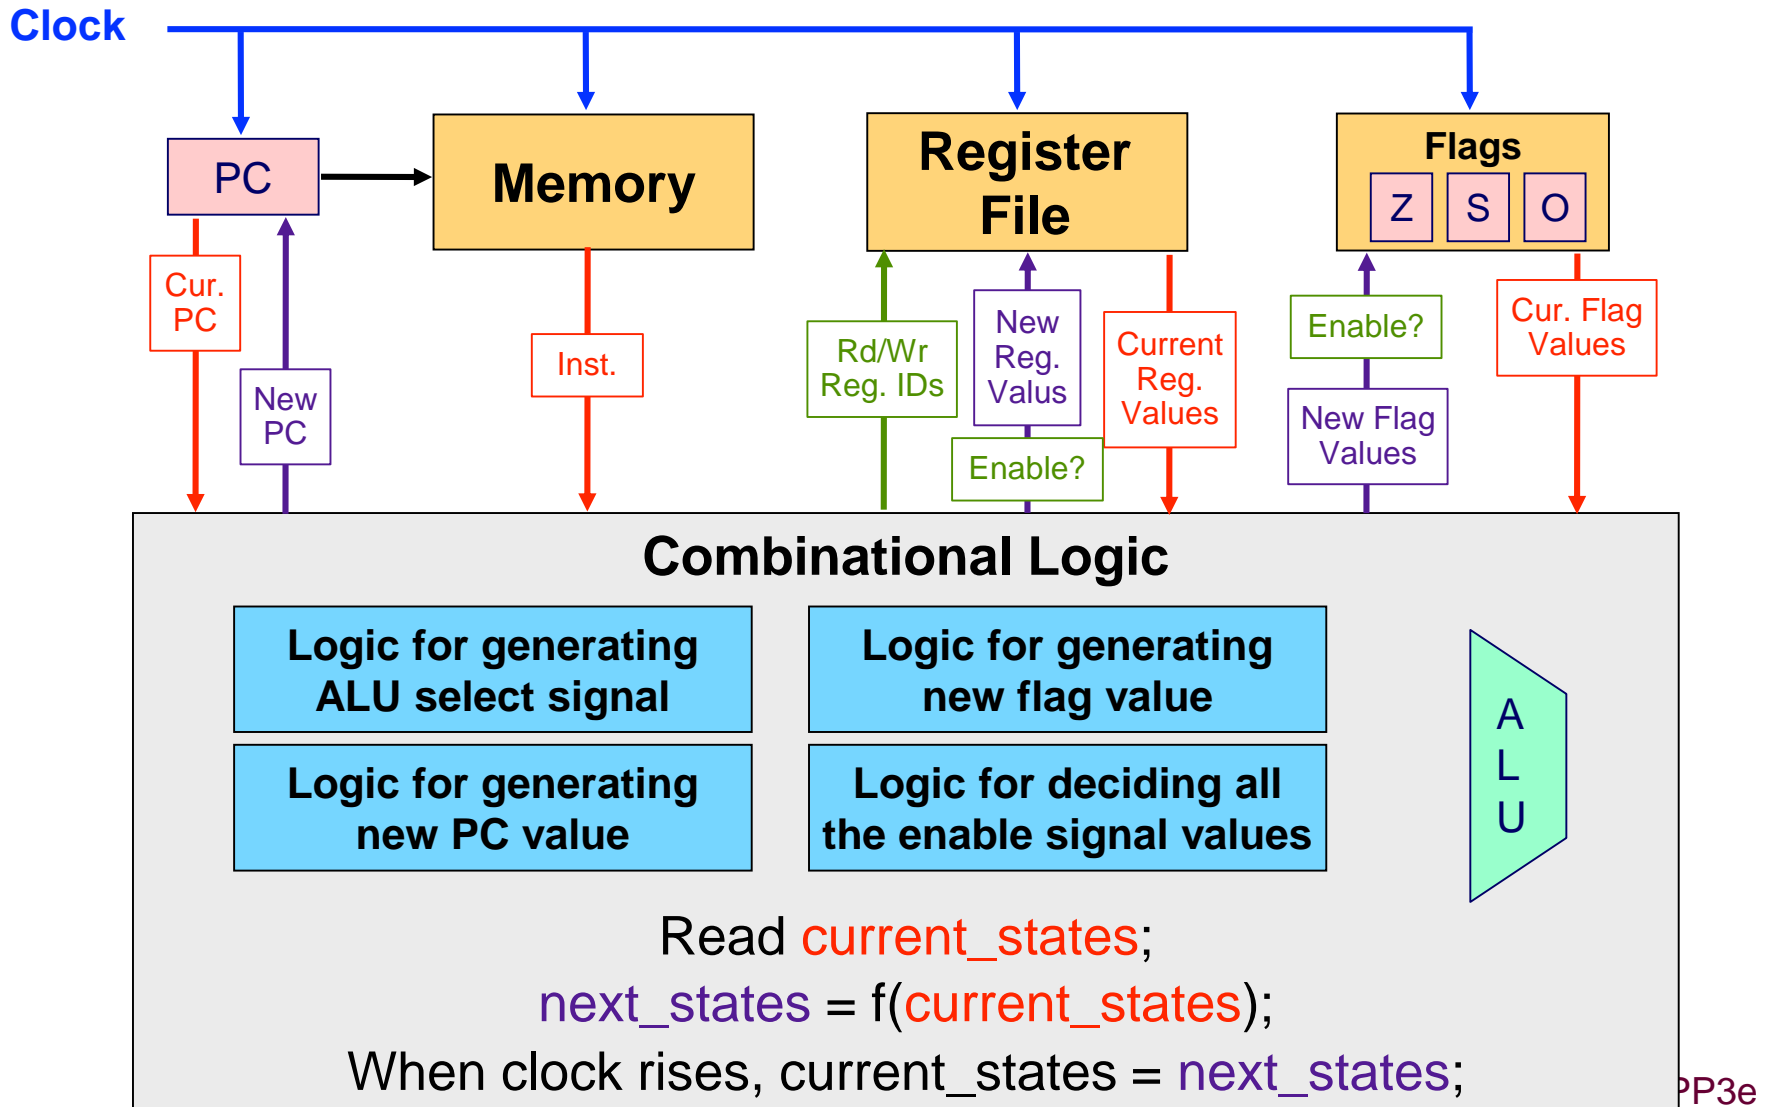 Clock
PC
Memory
Register
File
Flags
Z S O
Cur.
PC
New
PC
Inst.
Rd/Wr
Reg. IDs
New
Reg.
Valus
Enable?
Current
Reg.
Values
Enable?
New Flag
Values
Cur. Flag
Values
Combinational Logic
Logic for generating
ALU select signal
Logic for generating
new flag value
Logic for generating
new PC value
Logic for deciding all
the enable signal values
A
L
U
Read current_states;
next_states = f(current_states);
When clock rises, current_states = next_states;
PP3e